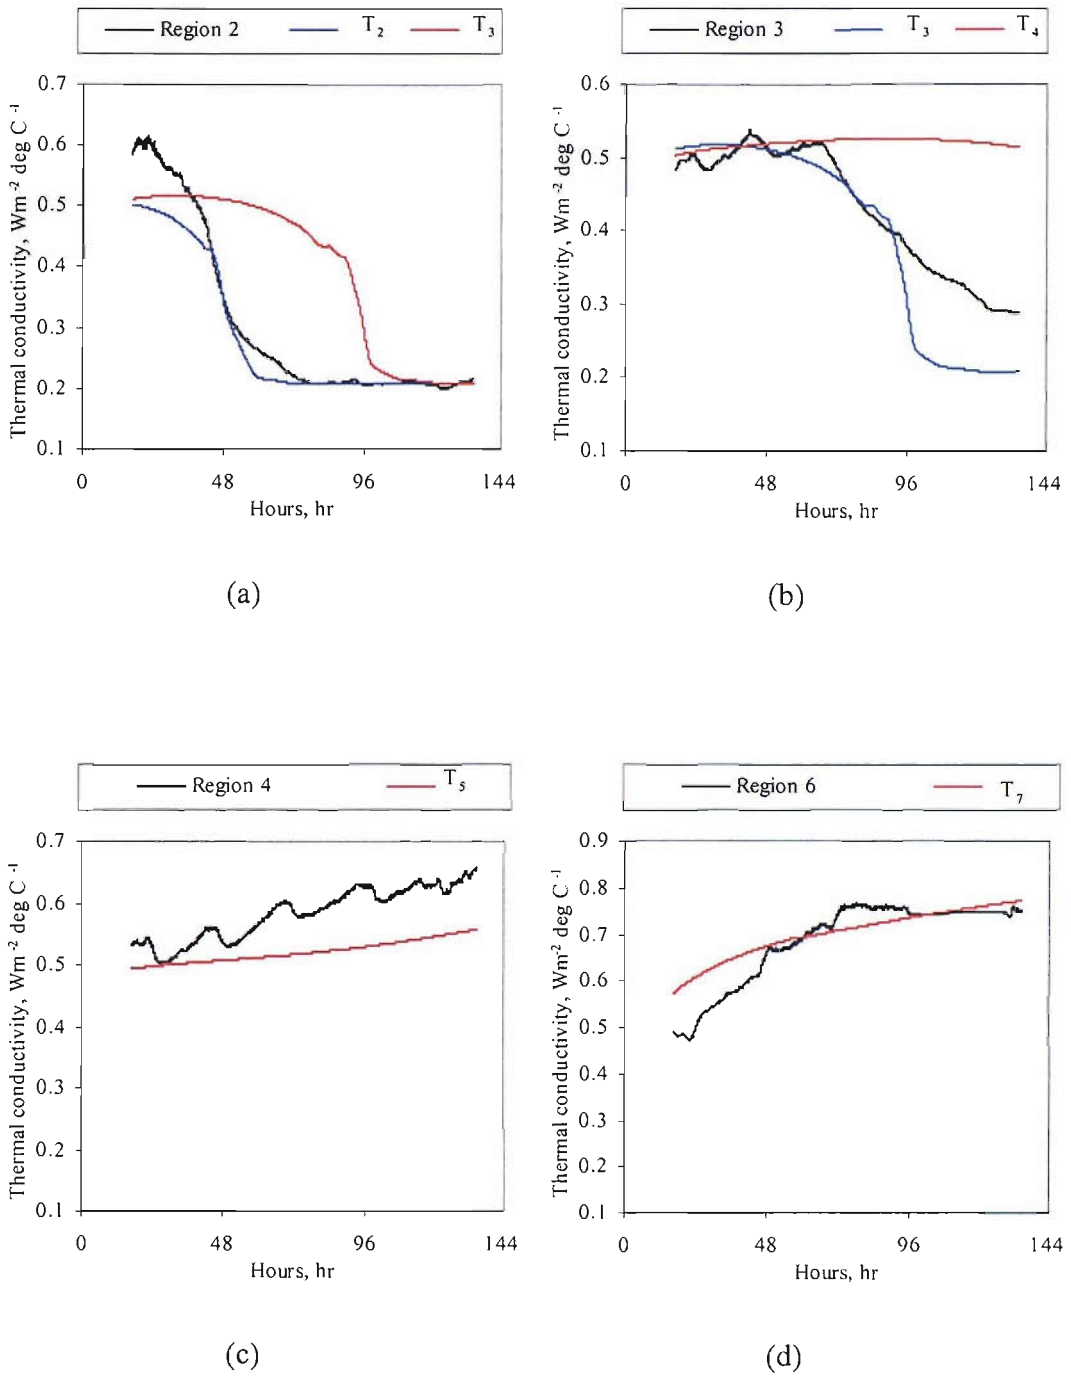 Region 2 T2 T3
Thermal conductivity, Wm-2 deg C-1
0.7
0.6
0.5
0.4
0.3
0.2
0.1
0 48 96 144
Hours, hr
(a)
Region 3 T3 T4
Thermal conductivity, Wm-2 deg C-1
0.6
0.5
0.4
0.3
0.2
0.1
0 48 96 144
Hours, hr
(b)
Region 4 T5
Thermal conductivity, Wm-2 deg C-1
0.7
0.6
0.5
0.4
0.3
0.2
0.1
0 48 96 144
Hours, hr
(c)
Region 6 T7
Thermal conductivity, Wm-2 deg C-1
0.9
0.8
0.7
0.6
0.5
0.4
0.3
0.2
0.1
0 48 96 144
Hours, hr
(d)